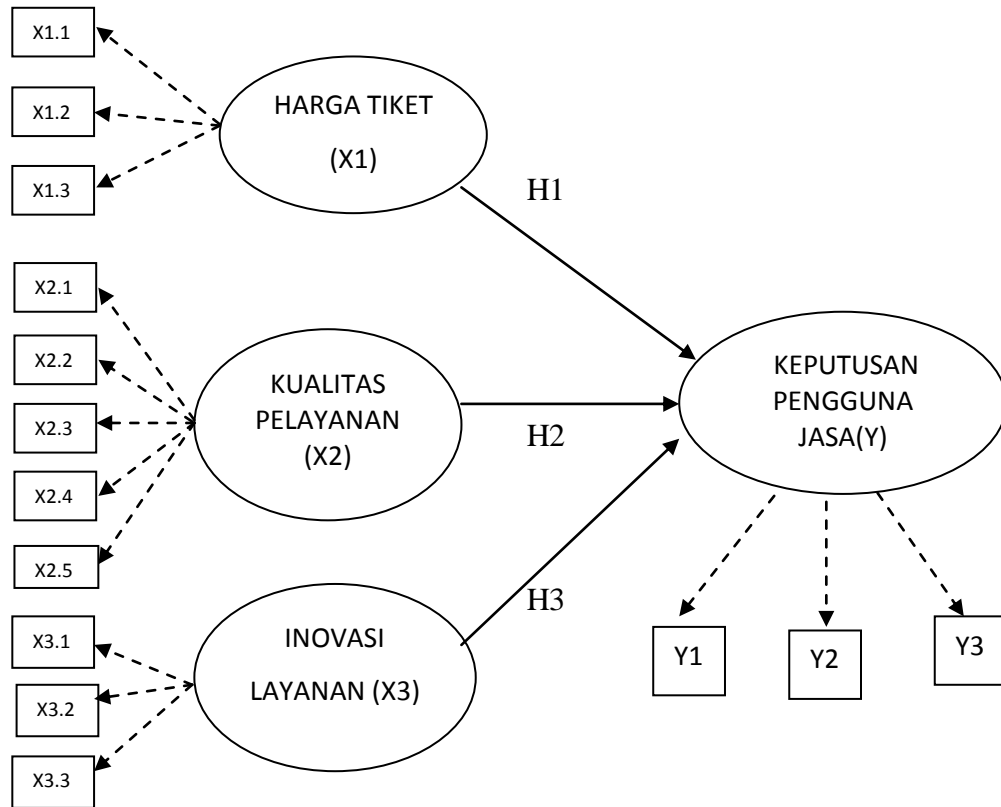 X1.1
X1.2
X1.3
HARGA TIKET
(X1)
H1
X2.1
X2.2
X2.3
X2.4
X2.5
KUALITAS
PELAYANAN
(X2)
H2
KEPUTUSAN
PENGGUNA
JASA(Y)
X3.1
X3.2
X3.3
INOVASI
LAYANAN (X3)
H3
Y1
Y2
Y3